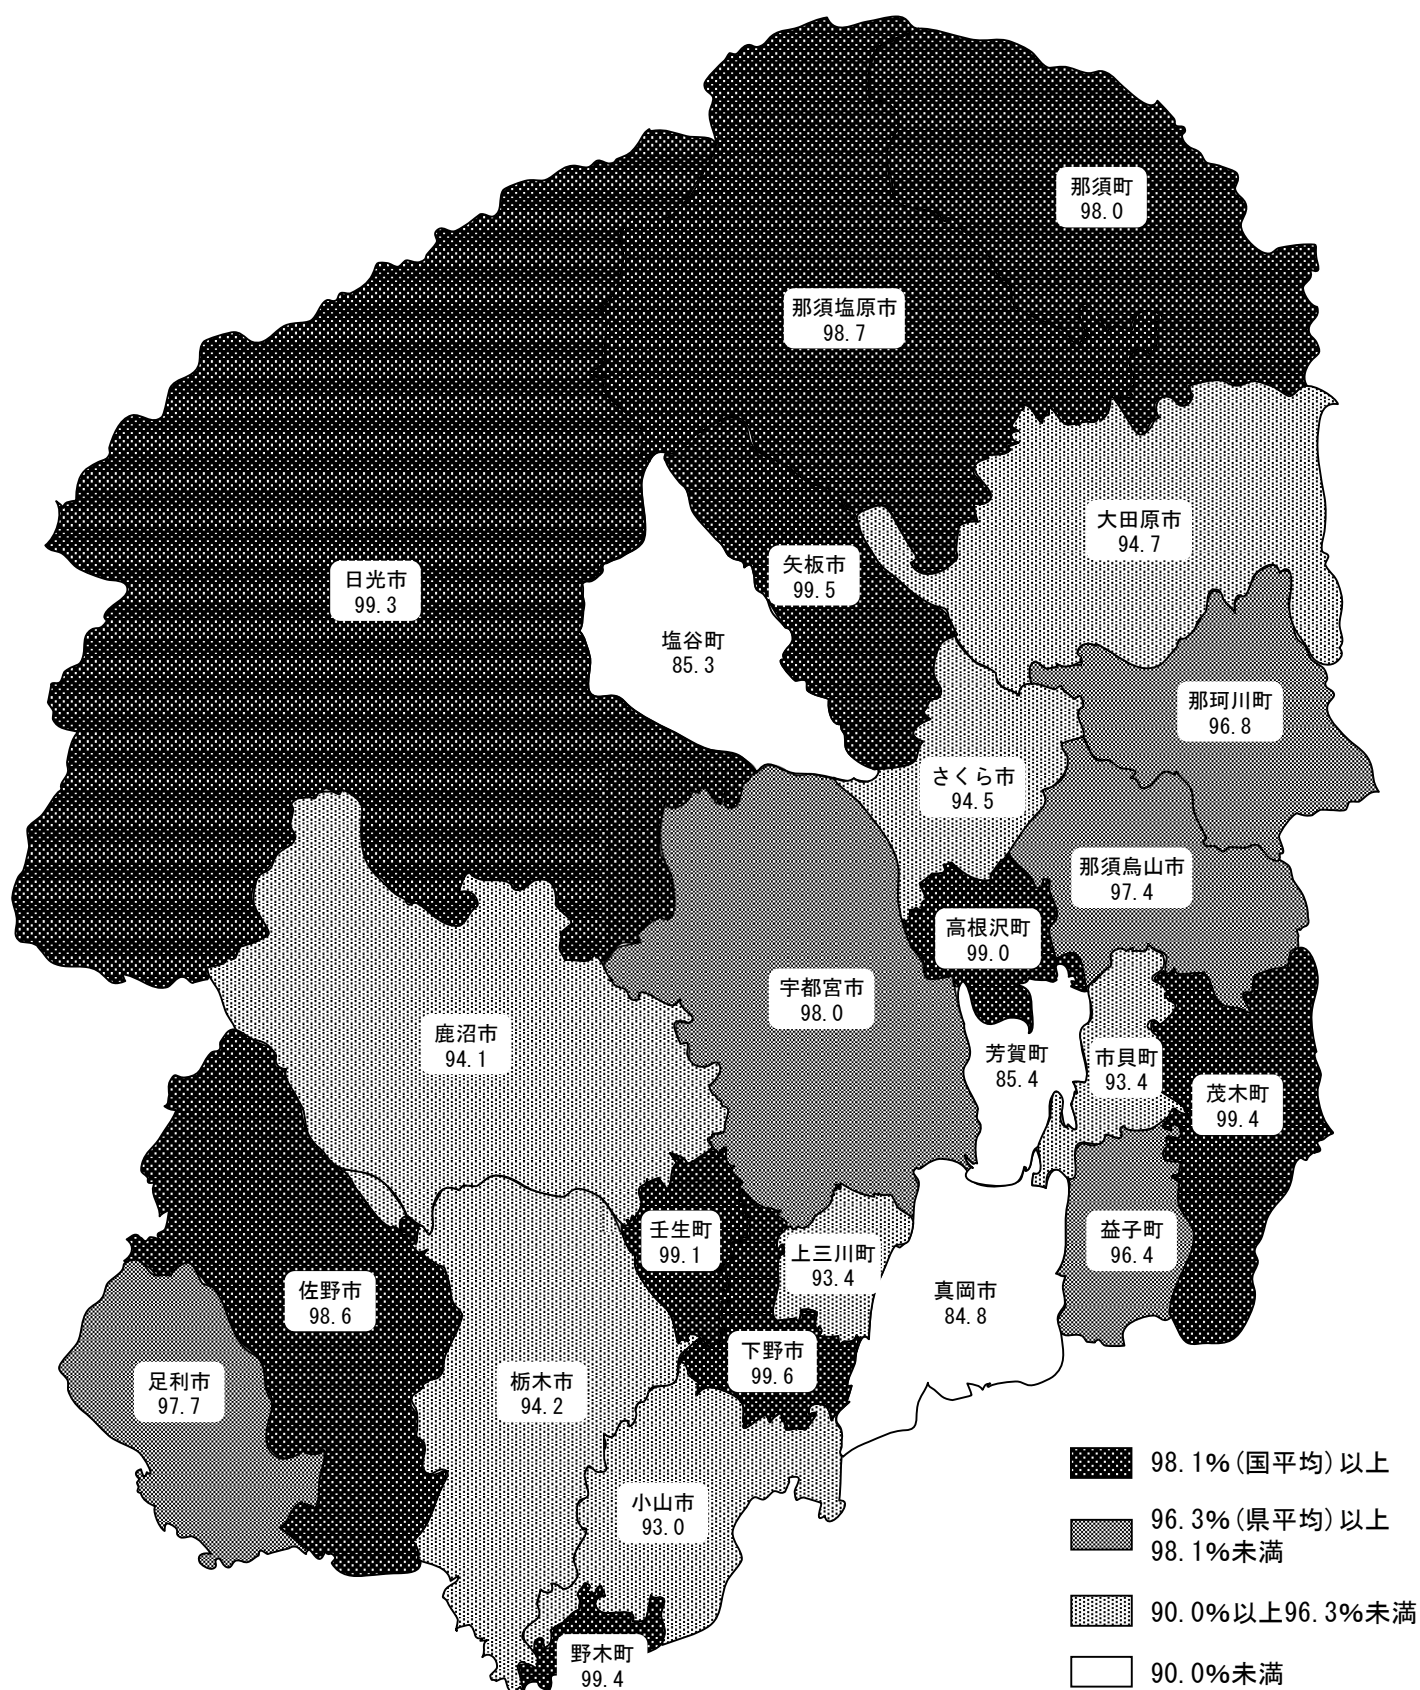 那須町
98.0
那須塩原市
98.7
大田原市
94.7
矢板市
99.5
日光市
99.3
塩谷町
85.3
那珂川町
96.8
さくら市
94.5
那須烏山市
97.4
高根沢町
99.0
宇都宮市
98.0
鹿沼市
94.1
芳賀町
85.4
市貝町
93.4
茂木町
99.4
壬生町
99.1
上三川町
93.4
益子町
96.4
佐野市
98.6
真岡市
84.8
下野市
99.6
足利市
97.7
栃木市
94.2
小山市
93.0
野木町
99.4
98.1%(国平均)以上
96.3%(県平均)以上
98.1%未満
90.0%以上96.3%未満
90.0%未満